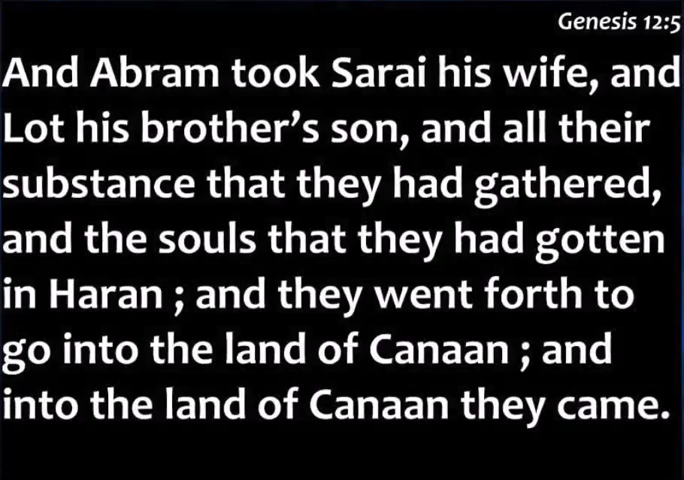 Genesis 12:5
And Abram took Sarai his wife, and
Lot his brother’s son, and all their
substance that they had gathered,
and the souls that they had gotten
in Haran ; and they went forth to
go into the land of Canaan ; and
into the land of Canaan they came.